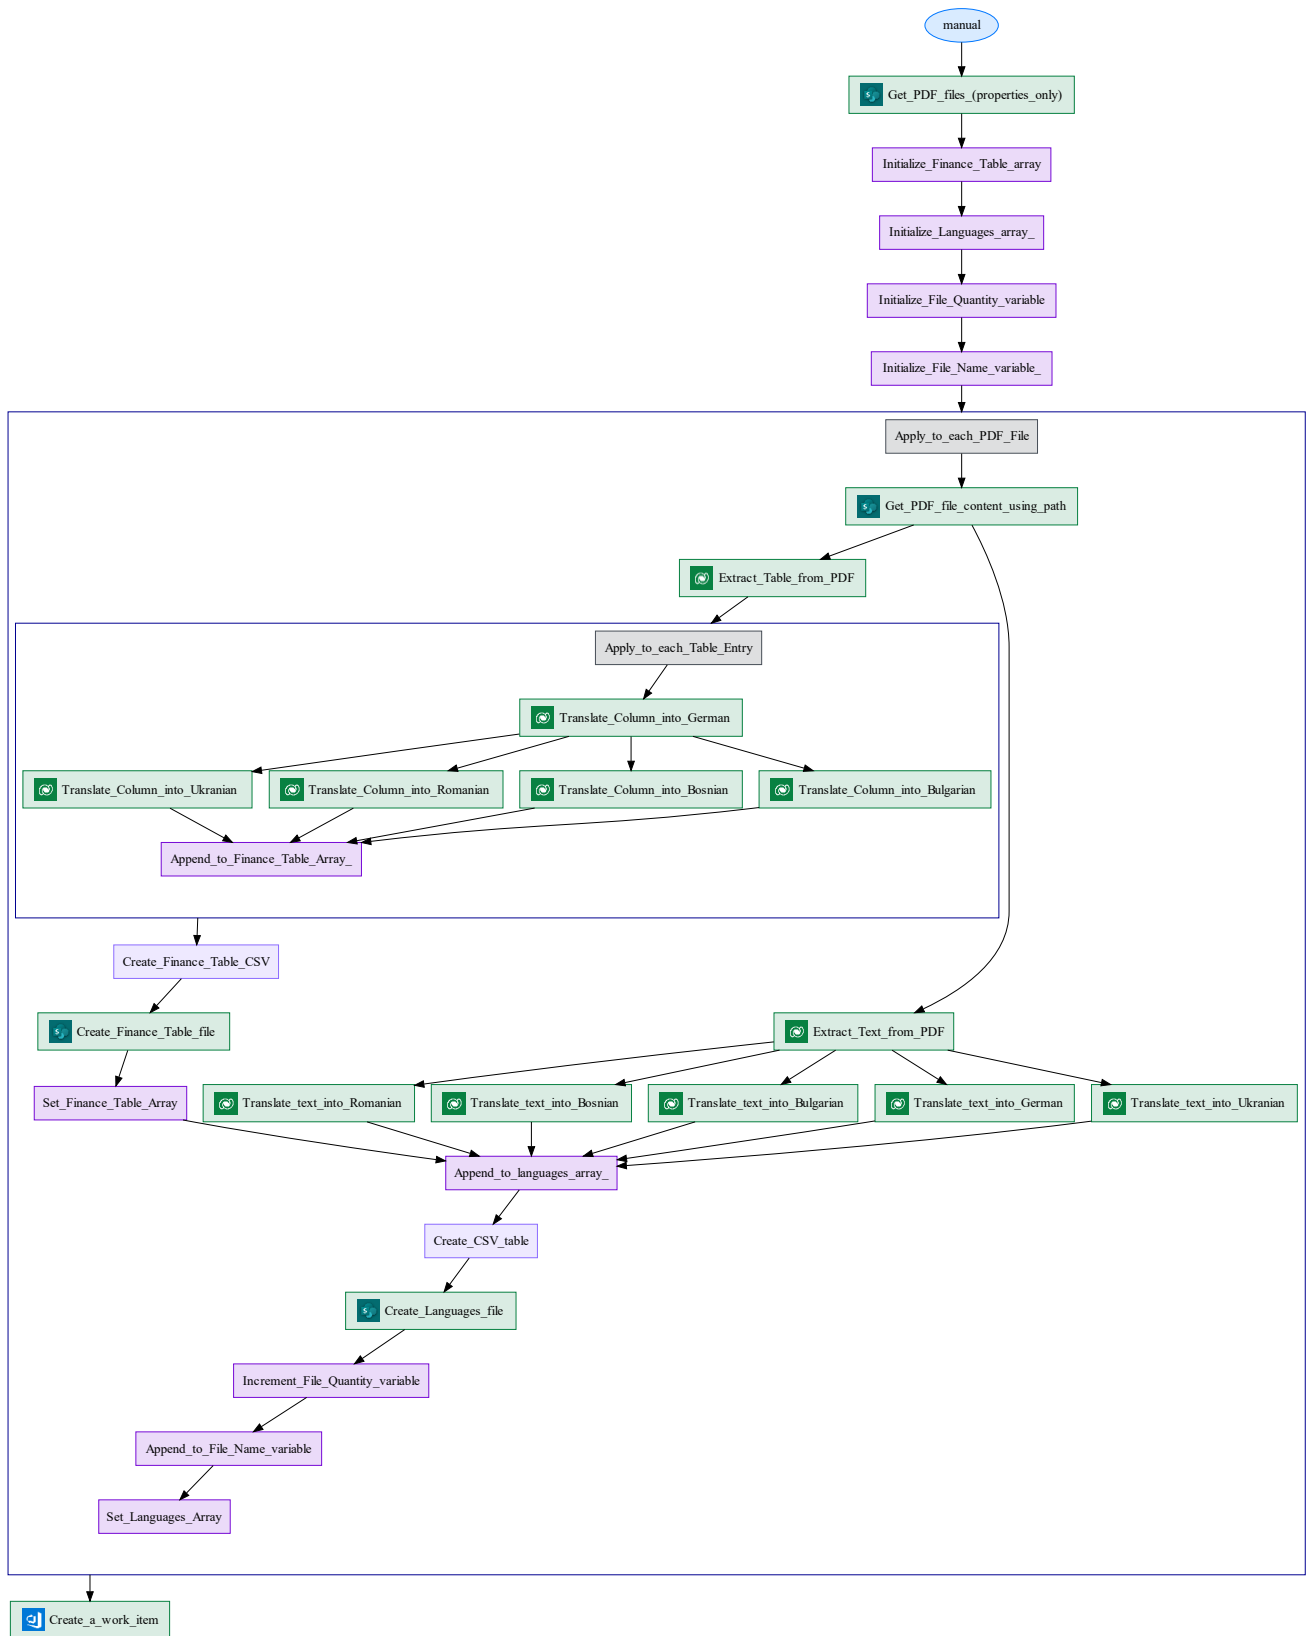 manual
Get_PDF_files_(properties_only)
Initialize_Finance_Table_array
Initialize_Languages_array_
Initialize_File_Quantity_variable
Initialize_File_Name_variable_
Apply_to_each_PDF_File
Get_PDF_file_content_using_path
Extract_Table_from_PDF
Apply_to_each_Table_Entry
Translate_Column_into_German
Translate_Column_into_Ukranian
Translate_Column_into_Romanian
Translate_Column_into_Bosnian
Translate_Column_into_Bulgarian
Append_to_Finance_Table_Array_
Create_Finance_Table_CSV
Create_Finance_Table_file
Extract_Text_from_PDF
Set_Finance_Table_Array
Translate_text_into_Romanian
Translate_text_into_Bosnian
Translate_text_into_Bulgarian
Translate_text_into_German
Translate_text_into_Ukranian
Append_to_languages_array_
Create_CSV_table
Create_Languages_file
Increment_File_Quantity_variable
Append_to_File_Name_variable
Set_Languages_Array
Create_a_work_item